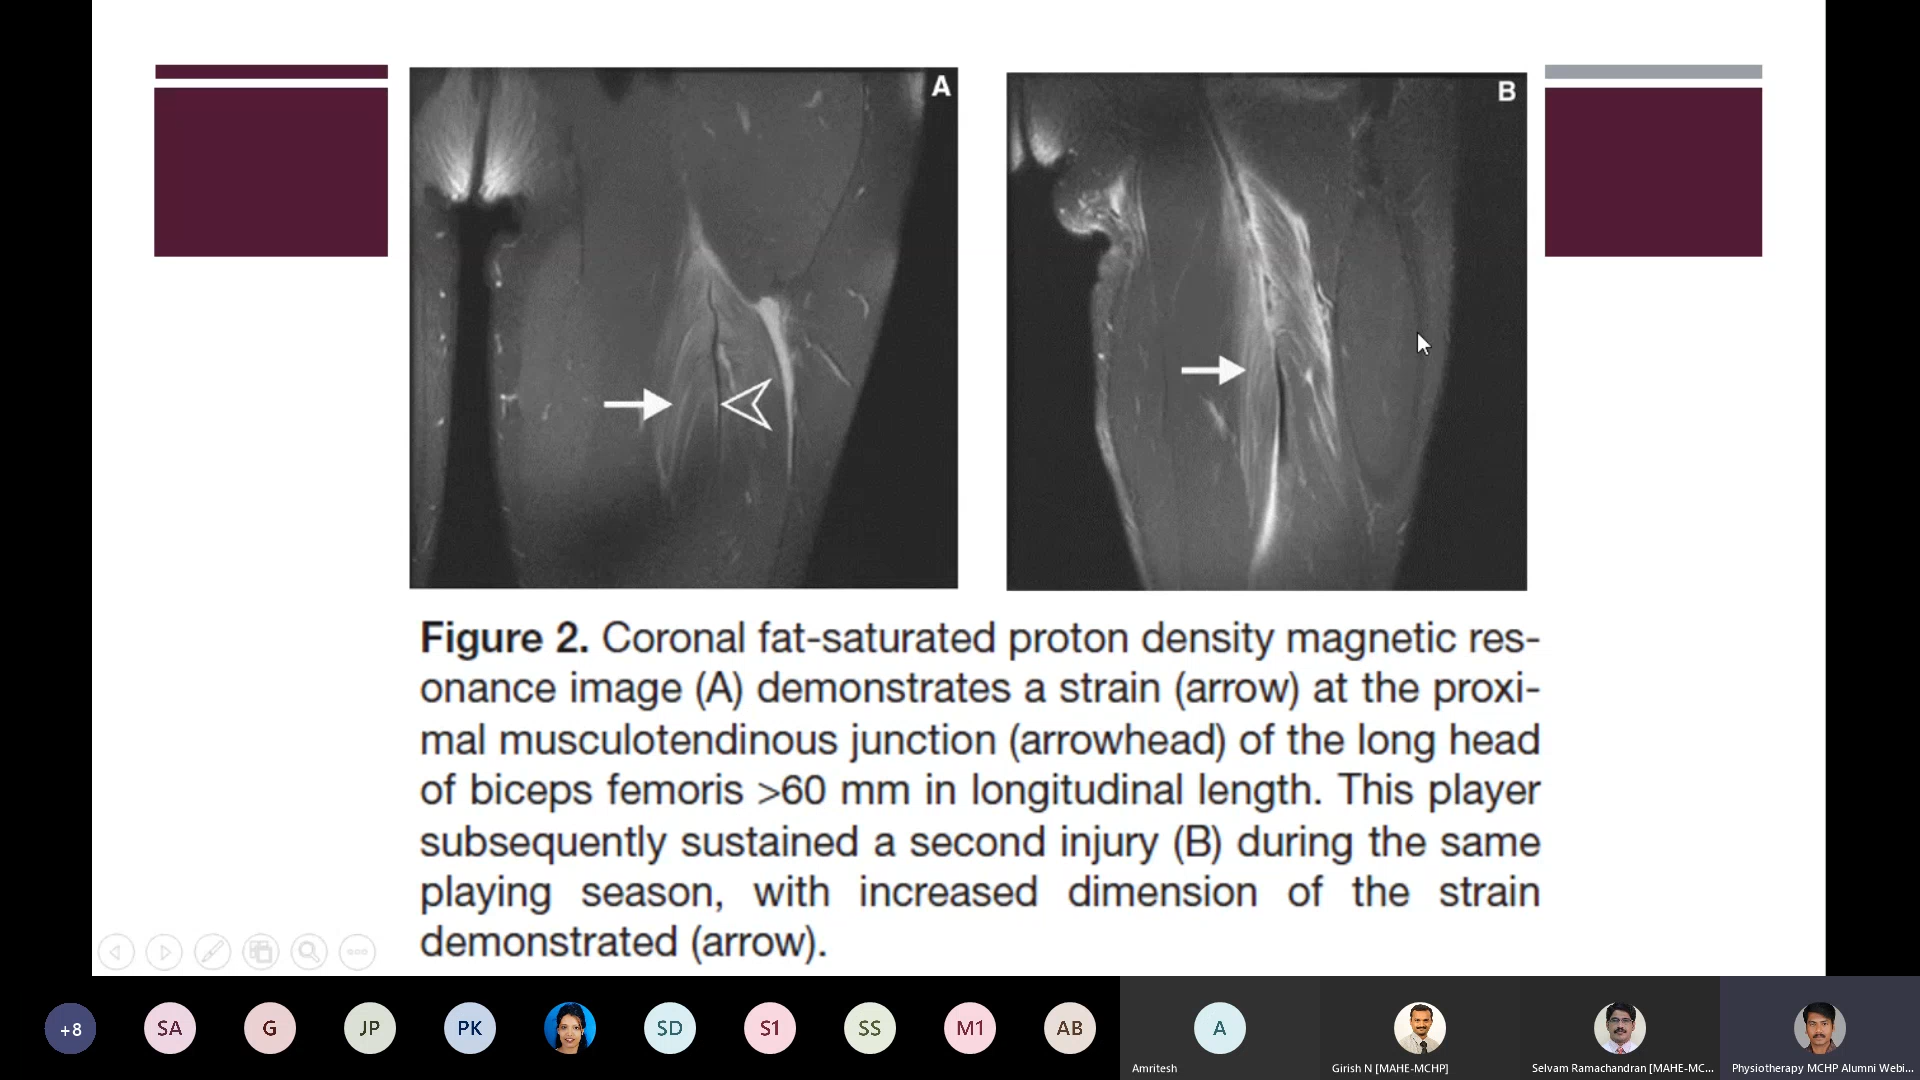 A
B
Figure 2. Coronal fat-saturated proton density magnetic res-
onance image (A) demonstrates a strain (arrow) at the proxi-
mal musculotendinous junction (arrowhead) of the long head
of biceps femoris >60 mm in longitudinal length. This player
subsequently sustained a second injury (B) during the same
playing season, with increased dimension of the strain
demonstrated (arrow).
+8
SA
G
JP
PK
SD
S1
SS
M1
AB
A
Amritesh
Girish N [MAHE-MCHP]
Selvam Ramachandran [MAHE-MC...
Physiotherapy MCHP Alumni Webi...